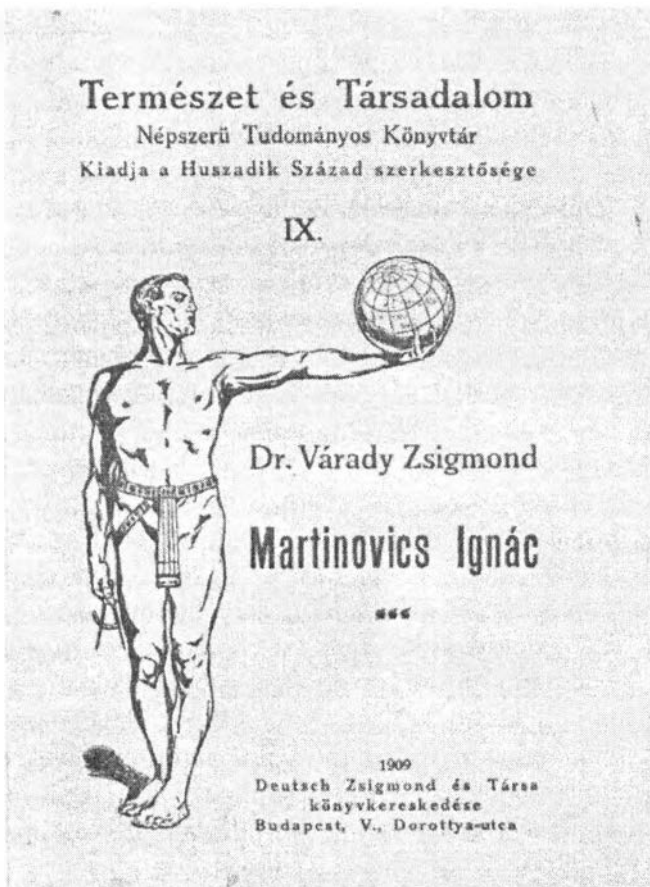 Természet és Társadalom
Népszerü Tudományos Könyvtár
Kiadja a Huszadik Század szerkesztősége
IX.
Dr. Várady Zsigmond
Martinovics Ignác
1909
Deutsch Zsigmond és Társa
könyvkereskedése
Budapest, V., Dorottya-utca